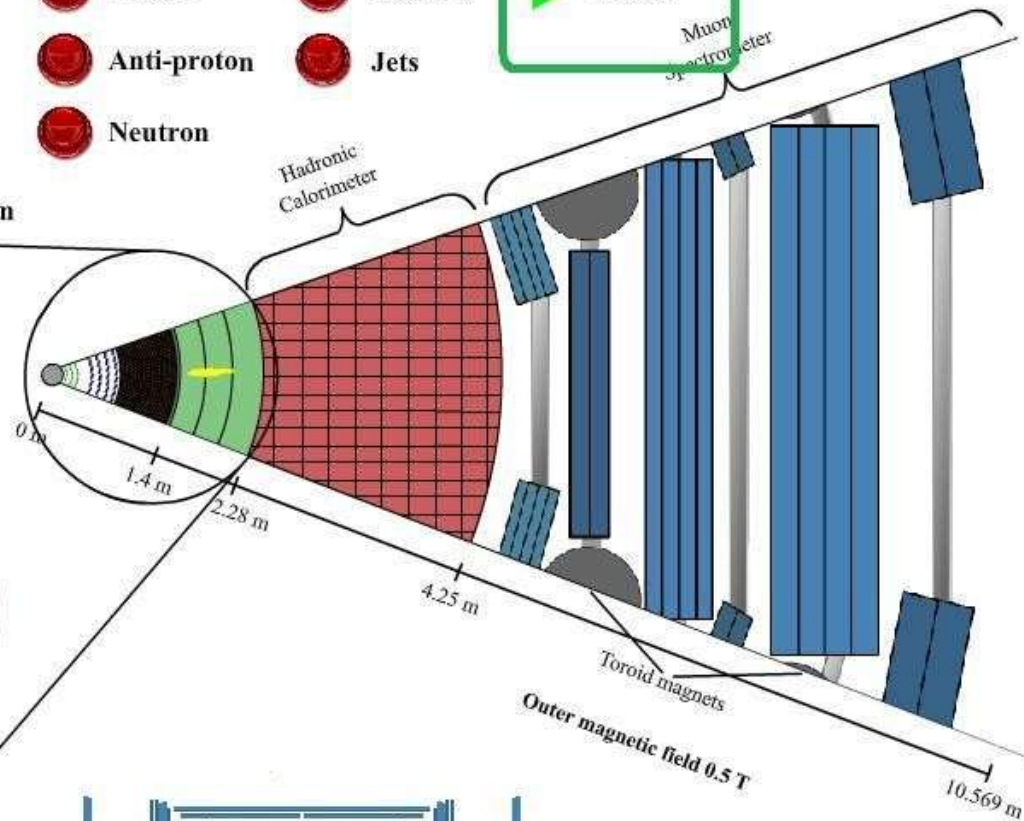 Anti-proton
Jets
Neutron
Muon
Spectrometer
Hadronic
Calorimeter
n
0 m
1.4 m
2.28 m
4.25 m
Toroid magnets
Outer magnetic field 0.5 T
10.569 m